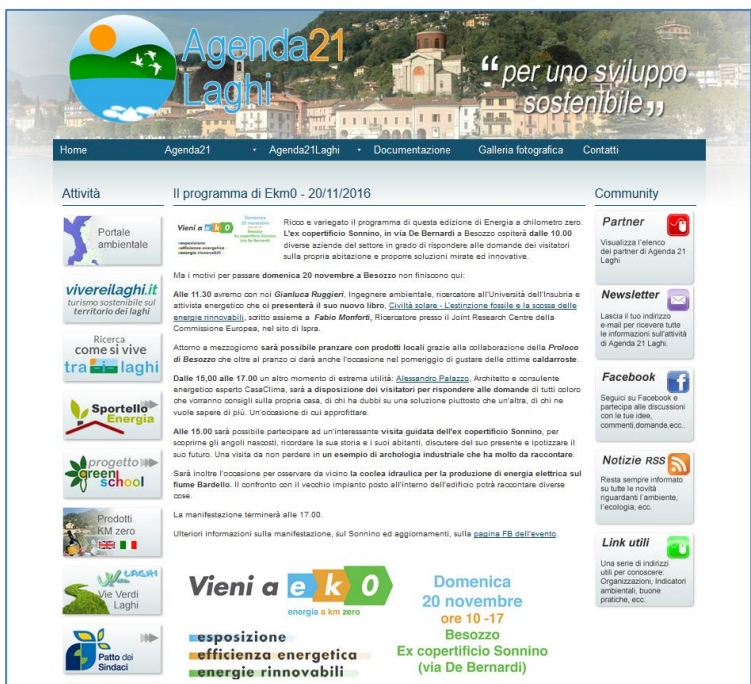 Agenda21
Laghi
“per uno sviluppo
sostenibile„
Home
Agenda21
Agenda21Laghi
Documentazione
Galleria fotografica
Contatti
Attività
Portale
ambientale
vivereilaghi.it
turismo sostenibile sul
territorio dei laghi
Ricerca
come si vive
tra laghi
Sportello
Energia
progetto
green
school
Prodotti
KM zero
LAGHI
Vie Verdi
Laghi
Patto dei
Sindaci
Il programma di Ekm0 - 20/11/2016
Vieni a e k 0
Domenica
20 novembre
ore 10 -17
Besozzo
Ex copertificio Sonnino
(via De Bernardi)
esposizione
efficienza energetica
energie rinnovabili
Ricco e variegato il programma di questa edizione di Energia a chilometro zero.
L'ex copertificio Sonnino, in via De Bernardi a Besozzo ospiterà dalle 10.00
diverse aziende del settore in grado di rispondere alle domande dei visitatori
sulla propria abitazione e proporre soluzioni mirate ed innovative.
Ma i motivi per passare domenica 20 novembre a Besozzo non finiscono qui:
Alle 11.30 avremo con noi Gianluca Ruggieri, Ingegnere ambientale, ricercatore all'Università dell'Insubria e
attivista energetico che ci presenterà il suo nuovo libro, Civiltà solare - L'estinzione fossile e la scossa delle
energie rinnovabili, scritto assieme a Fabio Monforti, Ricercatore presso il Joint Research Centre della
Commissione Europea, nel sito di Ispra.
Attorno a mezzogiorno sarà possibile pranzare con prodotti locali grazie alla collaborazione della Proloco
di Besozzo che oltre al pranzo ci darà anche l'occasione nel pomeriggio di gustare delle ottime caldarroste.
Dalle 15,00 alle 17.00 un altro momento di estrema utilità: Alessandro Palazzo, Architetto e consulente
energetico esperto CasaClima, sarà a disposizione dei visitatori per rispondere alle domande di tutti coloro
che vorranno consigli sulla propria casa, di chi ha dubbi su una soluzione piuttosto che un'altra, di chi ne
vuole sapere di più. Un'occasione di cui approfittare.
Alle 15.00 sarà possibile partecipare ad un'interessante visita guidata dell'ex copertificio Sonnino, per
scoprirne gli angoli nascosti, ricordare la sua storia e i suoi abitanti, discutere del suo presente e ipotizzare il
suo futuro. Una visita da non perdere in un esempio di archologia industriale che ha molto da raccontare.
Sarà inoltre l'occasione per osservare da vicino la coclea idraulica per la produzione di energia elettrica sul
fiume Bardello. Il confronto con il vecchio impianto posto all'interno dell'edificio potrà raccontare diverse
cose.
La manifestazione terminerà alle 17.00.
Ulteriori informazioni sulla manifestazione, sul Sonnino ed aggiornamenti, sulla pagina FB dell'evento.
Vieni a e k 0
energia a km zero
esposizione
efficienza energetica
energie rinnovabili
Domenica
20 novembre
ore 10 -17
Besozzo
Ex copertificio Sonnino
(via De Bernardi)
Community
Partner
Visualizza l'elenco
dei partner di Agenda 21
Laghi
Newsletter
Lascia il tuo indirizzo
e-mail per ricevere tutte
le informazioni sull'attività
di Agenda 21 Laghi.
Facebook
Seguici su Facebook e
partecipa alle discussioni
con le tue idee,
commenti,domande,ecc..
Notizie RSS
Resta sempre informato
su tutte le novità
riguardanti l'ambiente,
l'ecologia, ecc.
Link utili
Una serie di indirizzi
utili per conoscere:
Organizzazioni, Indicatori
ambientali, buone
pratiche, ecc.